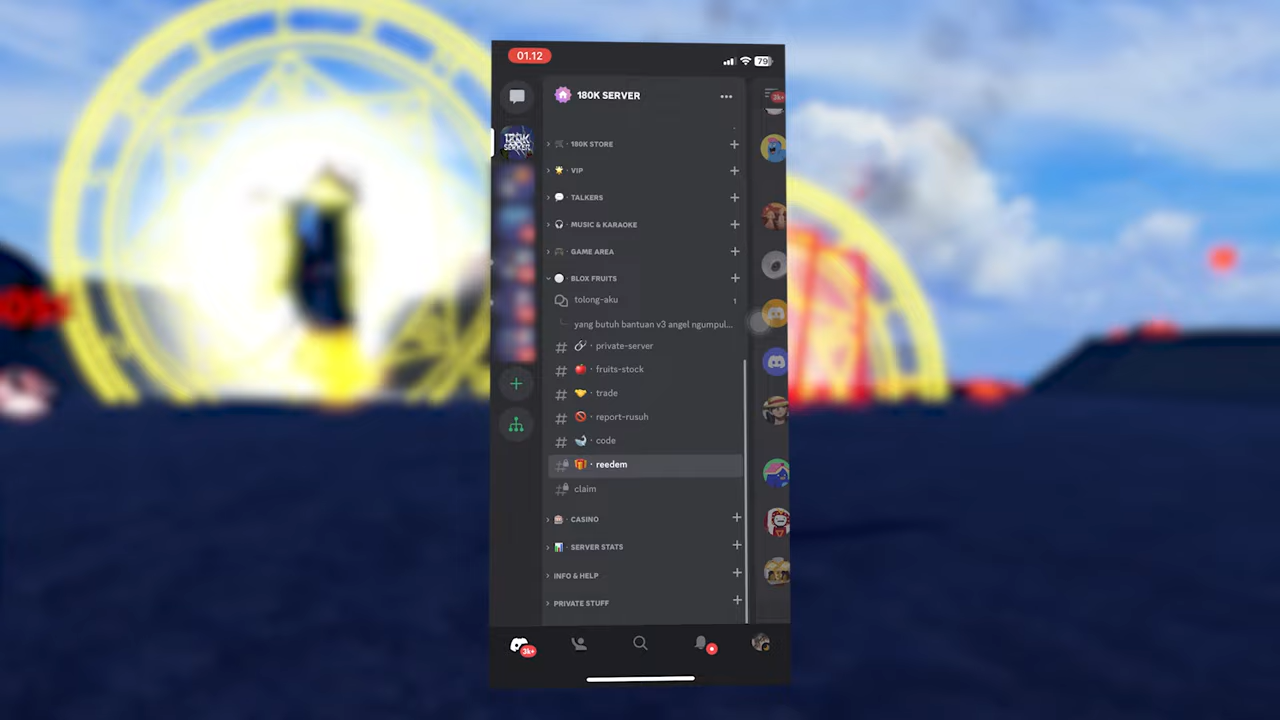 01.12
79
180K SERVER
180K STORE
VIP
TALKERS
MUSIC & KARAOKE
GAME AREA
BLOX FRUITS
tolong-aku
1
yang butuh bantuan v3 angel ngumpul...
private-server
fruits-stock
trade
report-rusuh
code
reedem
claim
CASINO
SERVER STATS
INFO & HELP
PRIVATE STUFF
3k+